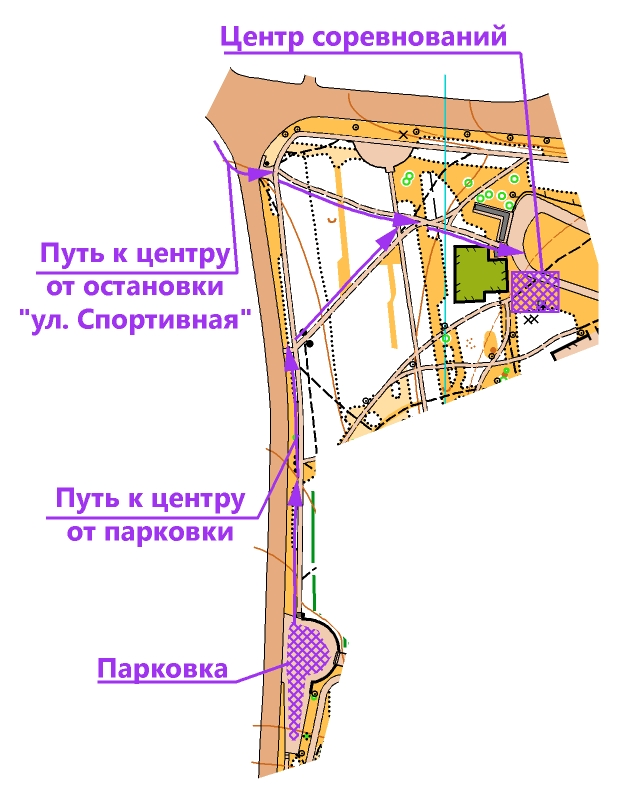 Центр соревнований
Путь к центру
от остановки
"ул. Спортивная"
Путь к центру
от парковки
Парковка